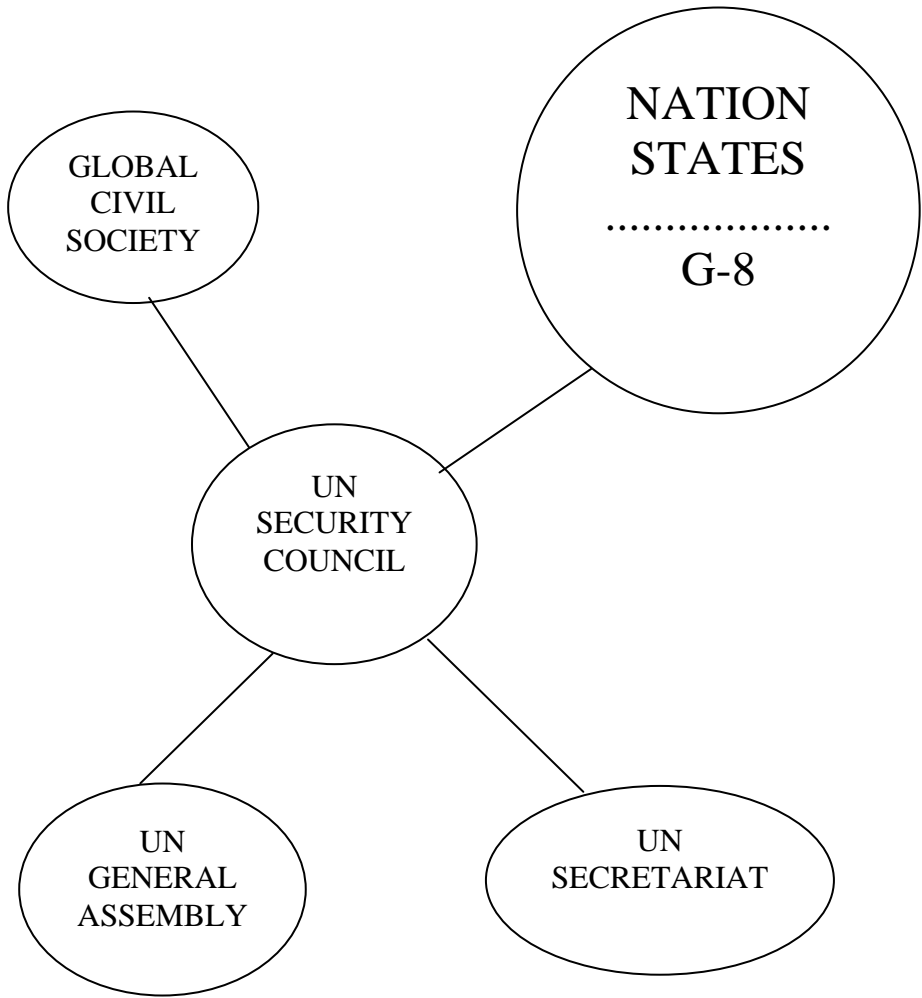 NATION
STATES
...................
G-8
GLOBAL
CIVIL
SOCIETY
UN
SECURITY
COUNCIL
UN
GENERAL
ASSEMBLY
UN
SECRETARIAT